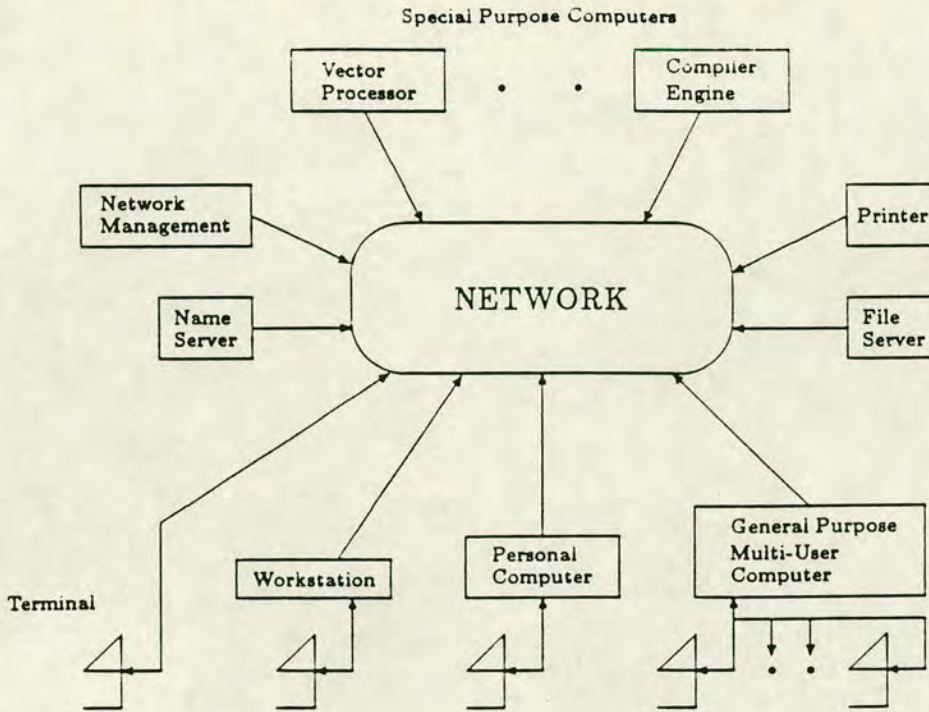 Special Purpose Computers
Vector
Processor
Compiler
Engine
Network
Management
Printer
NETWORK
Name
Server
File
Server
General Purpose
Multi-User
Computer
Personal
Computer
Workstation
Terminal